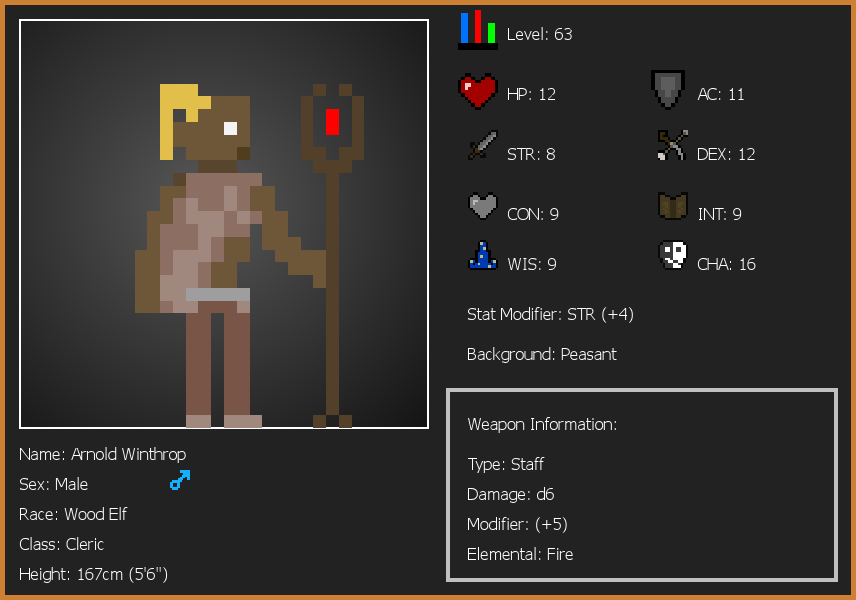 Level: 63
HP: 12
AC: 11
STR: 8
DEX: 12
CON: 9
INT: 9
WIS: 9
CHA: 16
Stat Modifier: STR (+4)
Background: Peasant
Weapon Information:
Type: Staff
Damage: d6
Modifier: (+5)
Elemental: Fire
Name: Arnold Winthrop
Sex: Male
Race: Wood Elf
Class: Cleric
Height: 167cm (5'6")